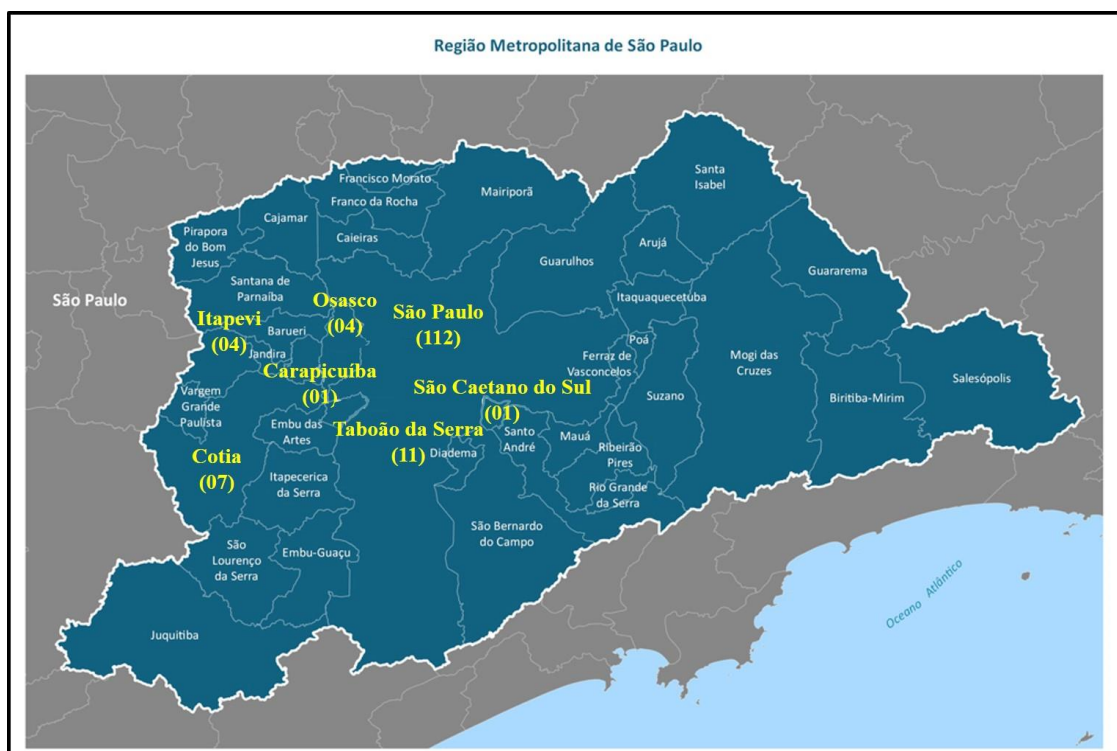 Região Metropolitana de São Paulo
Francisco Morato
Franco da Rocha
Mairiporã
Santa
Isabel
Cajamar
Caieiras
Pirapora
do Bom
Jesus
Arujá
Guarulhos
Guararema
Santana de
Parnaíba
Itaquaquecetuba
São Paulo
Osasco
(04)
São Paulo
(112)
Itapevi
(04)
Barueri
Jandira
Poá
Ferraz de
Vasconcelos
Mogi das
Cruzes
Carapicuíba
(01)
São Caetano do Sul
(01)
Salesópolis
Vargem
Grande
Paulista
Suzano
Biritiba-Mirim
Embu das
Artes
Taboão da Serra
(11)
Diadema
Santo
André
Mauá
Ribeirão
Pires
Cotia
(07)
Itapecerica
da Serra
Rio Grande
da Serra
São Bernardo
do Campo
São
Lourenço
da Serra
Embu-Guaçu
Juquitiba
Oceano Atlântico